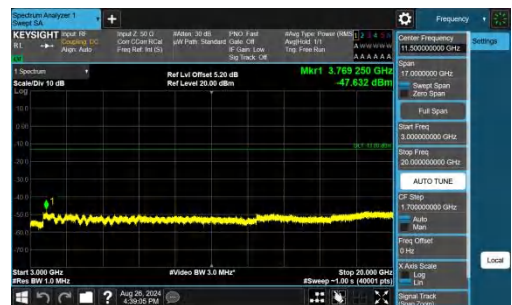 Spectrum Analyzer 1
Swept SA
Frequency
KEYSIGHT
Input: RF
Coupling: DC
Align: Auto
Input Z: 50 Ω
Corr CCorr RCal
Freq Ref: Int (S)
#Atten: 30 dB
µW Path: Standard
PNO: Fast
Gate: Off
IF Gain: Low
Sig Track: Off
#Avg Type: Power (RMS)
Avg|Hold: 1/1
Trig: Free Run
1 2 3 4 5 6
A W W W W W
A A A A A A
Center Frequency
11.500000000 GHz
Settings
1 Spectrum
Scale/Div 10 dB
Log
Ref Lvl Offset 5.20 dB
Ref Level 20.00 dBm
Mkr1 3.769 250 GHz
-47.632 dBm
Span
17.0000000 GHz
Swept Span
Zero Span
Full Span
Start Freq
3.000000000 GHz
Stop Freq
20.000000000 GHz
AUTO TUNE
CF Step
1.700000000 GHz
Auto
Man
Freq Offset
0 Hz
X Axis Scale
Log
Lin
Local
Signal Track
10.0
0.00
-10.0
-20.0
-30.0
-40.0
-50.0
-60.0
-70.0
1
Start 3.000 GHz
#Res BW 1.0 MHz
#Video BW 3.0 MHz*
Stop 20.000 GHz
#Sweep ~1.00 s (40001 pts)
Aug 26, 2024
4:39:05 PM